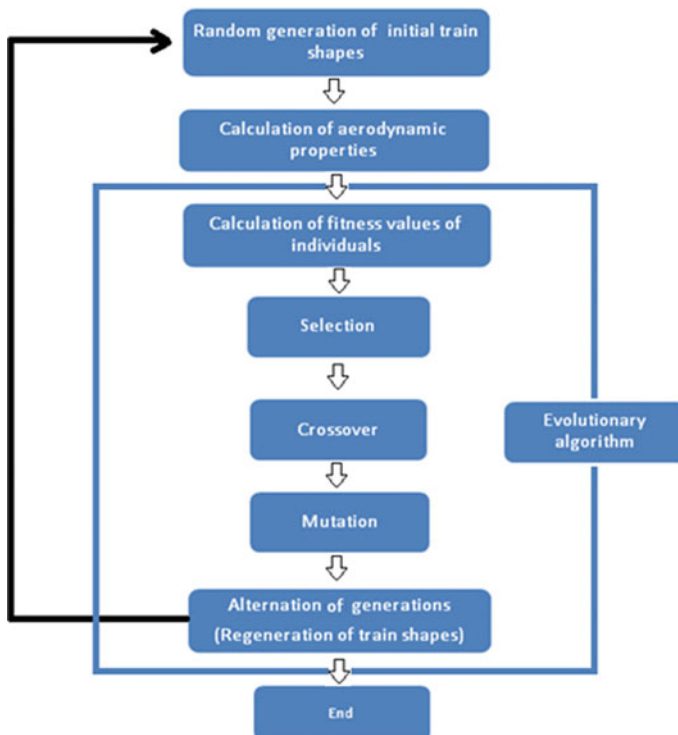 Random generation of initial train
shapes
Calculation of aerodynamic
properties
Calculation of fitness values of
individuals
Selection
Crossover
Evolutionary
algorithm
Mutation
Alternation of generations
(Regeneration of train shapes)
End